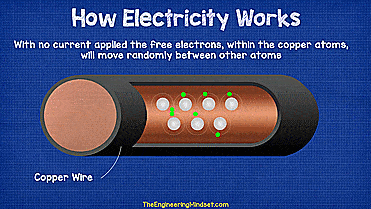 How Electricity Works
With no current applied the free electrons, within the copper atoms,
will move randomly between other atoms
Copper Wire
TheEngineeringMindset.com